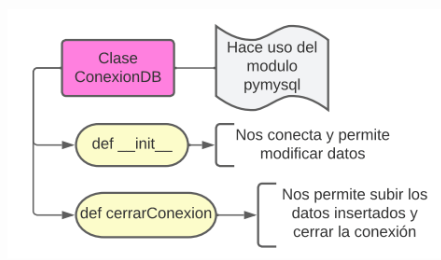 Clase
ConexionDB
Hace uso del
modulo
pymysql
def __init__
Nos conecta y permite
modificar datos
def cerrarConexion
Nos permite subir los
datos insertados y
cerrar la conexión